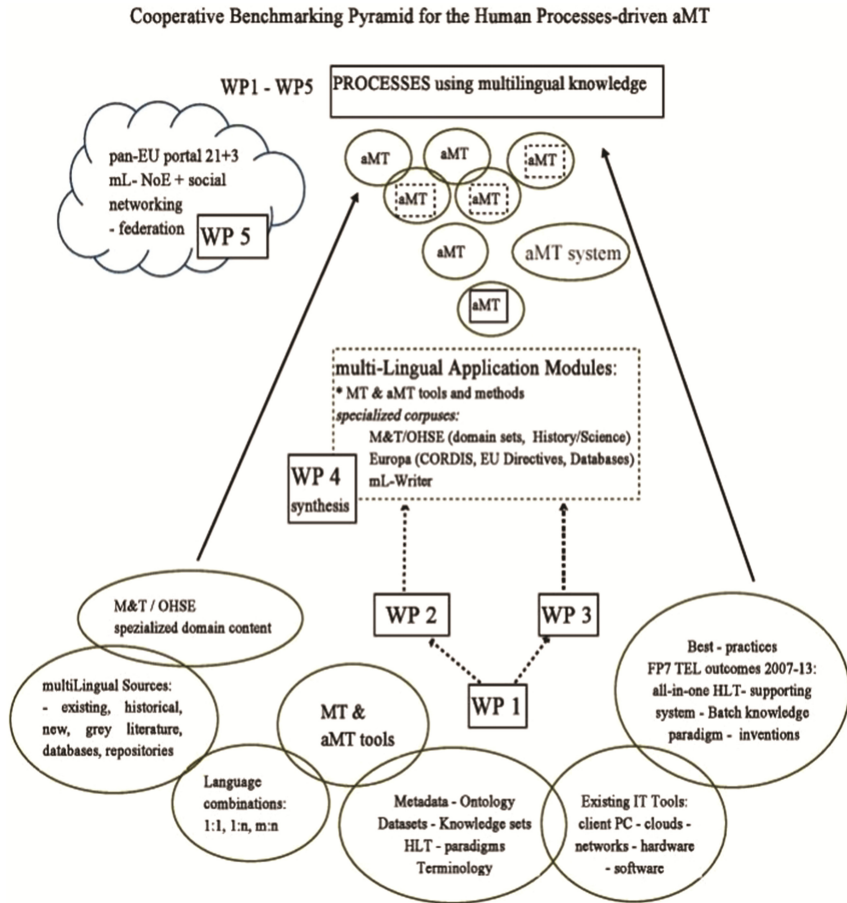 Cooperative Benchmarking Pyramid for the Human Processes-driven aMT
WP1 - WP5
PROCESSES using multilingual knowledge
pan-EU portal 21+3
mL- NoE + social
networking
- federation
WP 5
aMT
aMT
aMT
aMT
aMT
aMT
aMT system
aMT
multi-Lingual Application Modules:
* MT & aMT tools and methods
specialized corpuses:
M&T/OHSE (domain sets, History/Science)
Europa (CORDIS, EU Directives, Databases)
mL-Writer
WP 4
synthesis
WP 2
WP 3
WP 1
M&T / OHSE
spezialized domain content
multiLingual Sources:
- existing, historical,
new, grey literature,
databases, repositories
Language
combinations:
1:1, 1:n, m:n
MT &
aMT tools
Metadata - Ontology
Datasets - Knowledge sets
HLT - paradigms
Terminology
Existing IT Tools:
client PC - clouds -
networks - hardware
- software
Best - practices
FP7 TEL outcomes 2007-13:
all-in-one HLT- supporting
system - Batch knowledge
paradigm - inventions